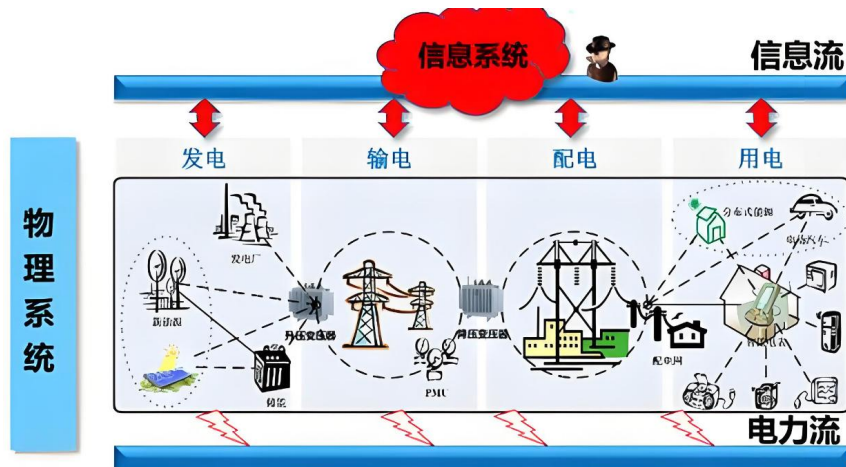 信息系统
信息流
发电
输电
配电
用电
物理系统
发电厂
分布式能源
电动汽车
新能源
升压变压器
降压变压器
储能
PMU
配电网
电力流